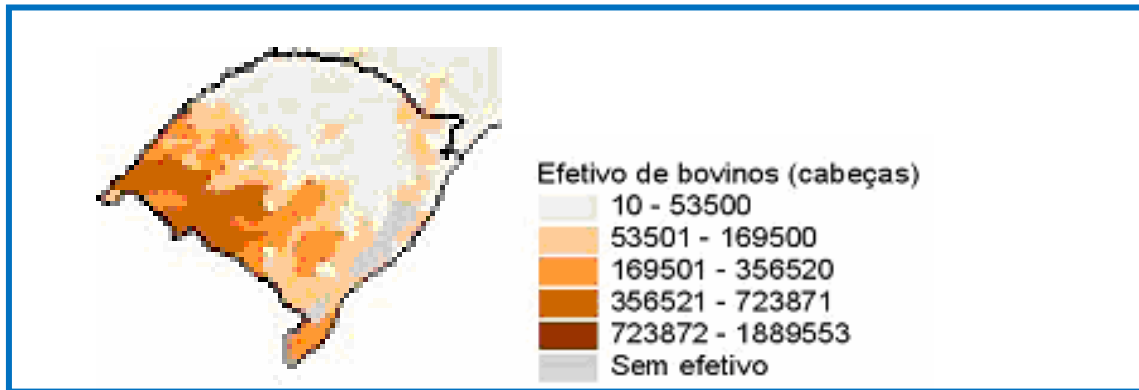 Efetivo de bovinos (cabeças)
10 - 53500
53501 - 169500
169501 - 356520
356521 - 723871
723872 - 1889553
Sem efetivo